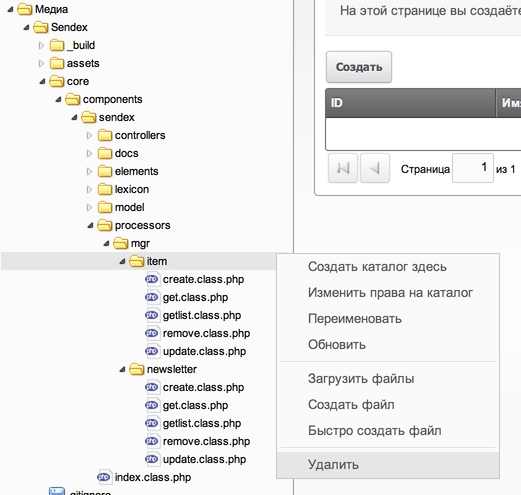 Медиа
Sendex
_build
assets
core
components
sendex
controllers
docs
elements
lexicon
model
processors
mgr
item
create.class.php
get.class.php
getlist.class.php
remove.class.php
update.class.php
newsletter
create.class.php
get.class.php
getlist.class.php
remove.class.php
update.class.php
index.class.php
.gitignore
На этой странице вы создаёт
Создать
ID Имя
Страница 1 из 1
Создать каталог здесь
Изменить права на каталог
Переименовать
Обновить
Загрузить файлы
Создать файл
Быстро создать файл
Удалить